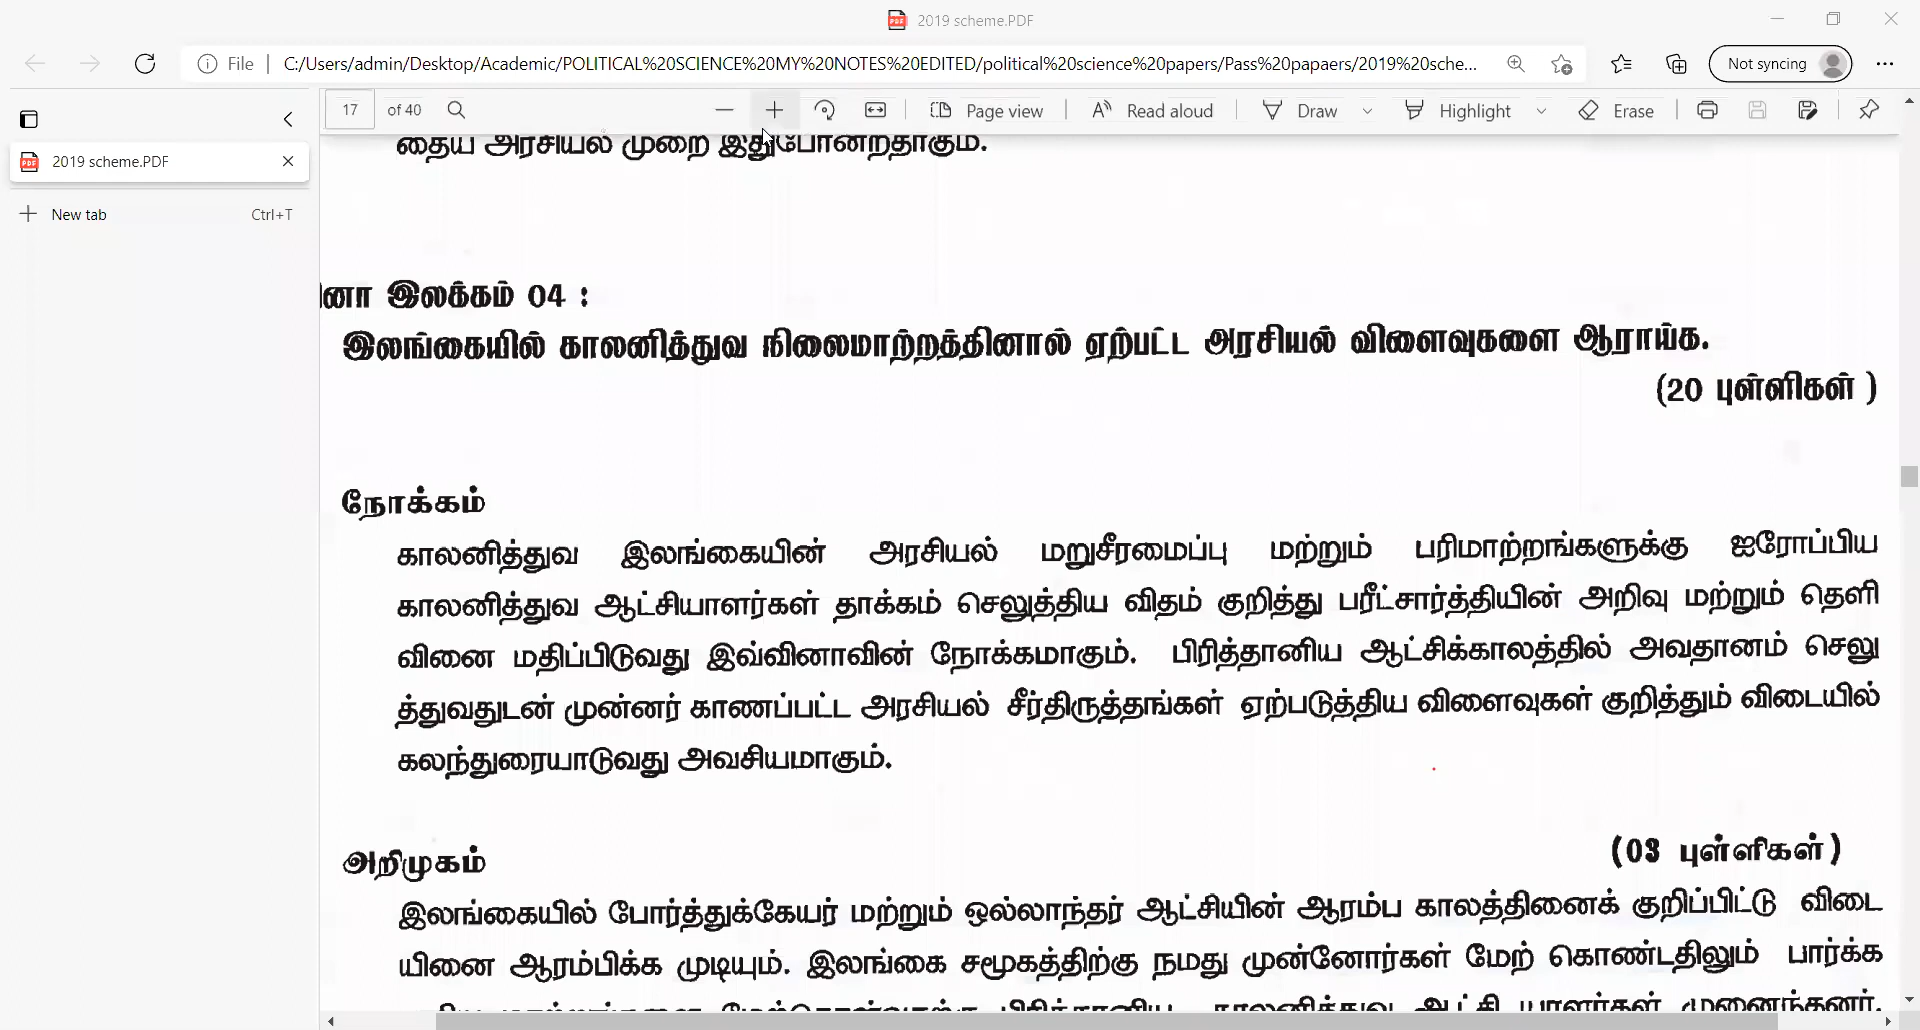 2019 scheme.PDF
File
C:/Users/admin/Desktop/Academic/POLITICAL%20SCIENCE%20MY%20NOTES%20EDITED/political%20science%20papers/Pass%20papaers/2019%20sche...
Not syncing
17 of 40
Page view
Read aloud
Draw
Highlight
Erase
2019 scheme.PDF
New tab Ctrl+T
தைய அரசியல் முறை இதுபோன்றதாகும்.
னா இலக்கம் 04 :
இலங்கையில் காலனித்துவ நிலைமாற்றத்தினால் ஏற்பட்ட அரசியல் விளைவுகளை ஆராய்க.
(20 புள்ளிகள் )
நோக்கம்
காலனித்துவ இலங்கையின் அரசியல் மறுசீரமைப்பு மற்றும் பரிமாற்றங்களுக்கு ஐரோப்பிய
காலனித்துவ ஆட்சியாளர்கள் தாக்கம் செலுத்திய விதம் குறித்து பரீட்சார்த்தியின் அறிவு மற்றும் தெளி
வினை மதிப்பிடுவது இவ்வினாவின் நோக்கமாகும். பிரித்தானிய ஆட்சிக்காலத்தில் அவதானம் செலு
த்துவதுடன் முன்னர் காணப்பட்ட அரசியல் சீர்திருத்தங்கள் ஏற்படுத்திய விளைவுகள் குறித்தும் விடையில்
கலந்துரையாடுவது அவசியமாகும்.
அறிமுகம் (03 புள்ளிகள்)
இலங்கையில் போர்த்துக்கேயர் மற்றும் ஒல்லாந்தர் ஆட்சியின் ஆரம்ப காலத்தினைக் குறிப்பிட்டு விடை
யினை ஆரம்பிக்க முடியும். இலங்கை சமூகத்திற்கு நமது முன்னோர்கள் மேற் கொண்டதிலும் பார்க்க
மேற்கொள்வதற்கு பிரித்தானிய காலனித்துவ ஆட்சி யாளர்கள் முனைந்தனர்.